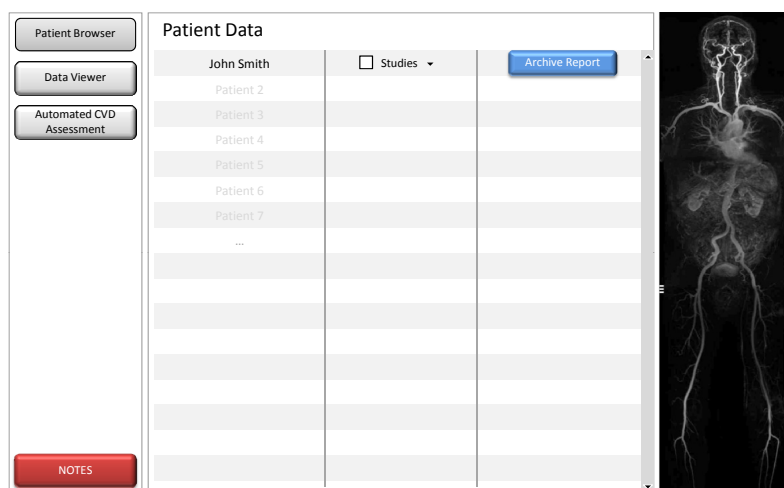 Patient Browser
Data Viewer
Automated CVD
Assessment
NOTES
Patient Data
John Smith
Studies
Archive Report
Patient 2
Patient 3
Patient 4
Patient 5
Patient 6
Patient 7
...